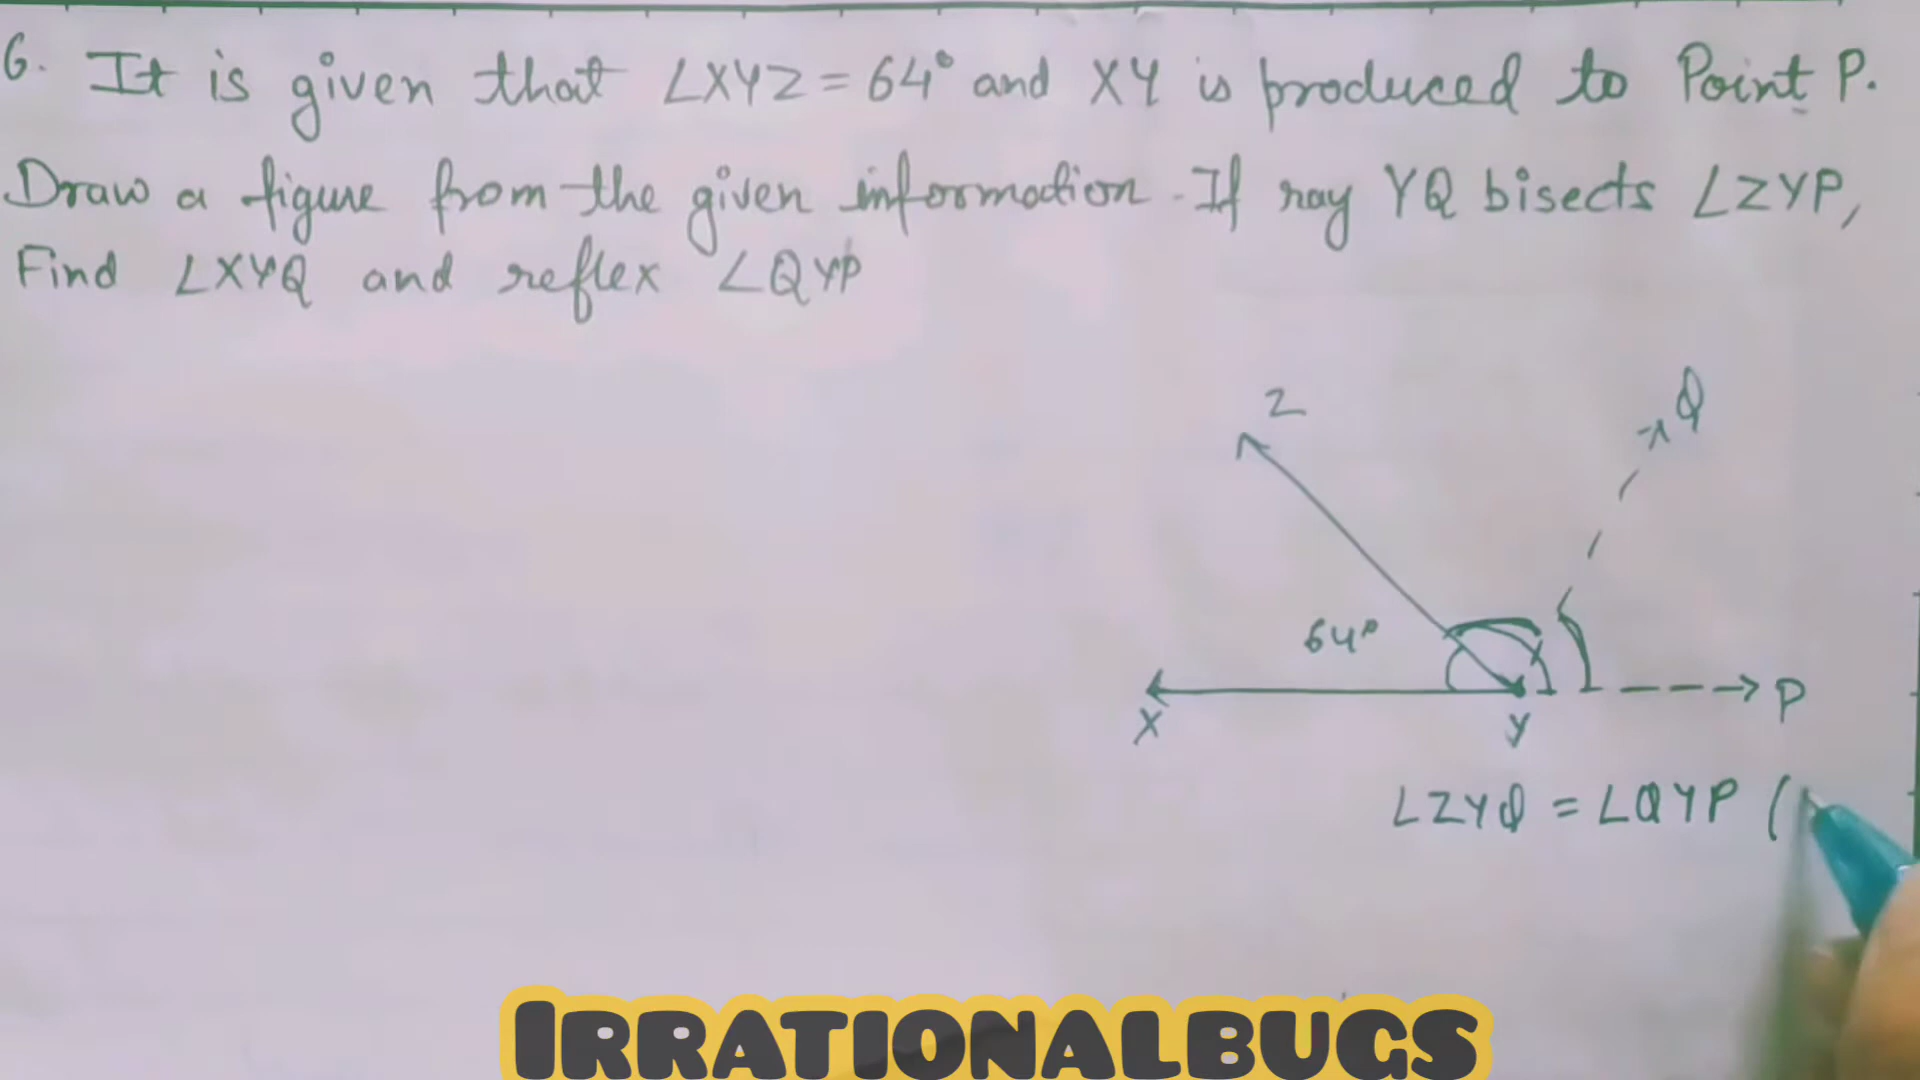 6. It is given that ∠XYZ = 64° and XY is produced to Point P.
Draw a figure from the given information. If ray YQ bisects ∠ZYP,
Find ∠XYQ and reflex ∠QYP
Z
Q
64°
X
Y
P
∠ZYQ = ∠QYP (
IRRATIONALBUGS